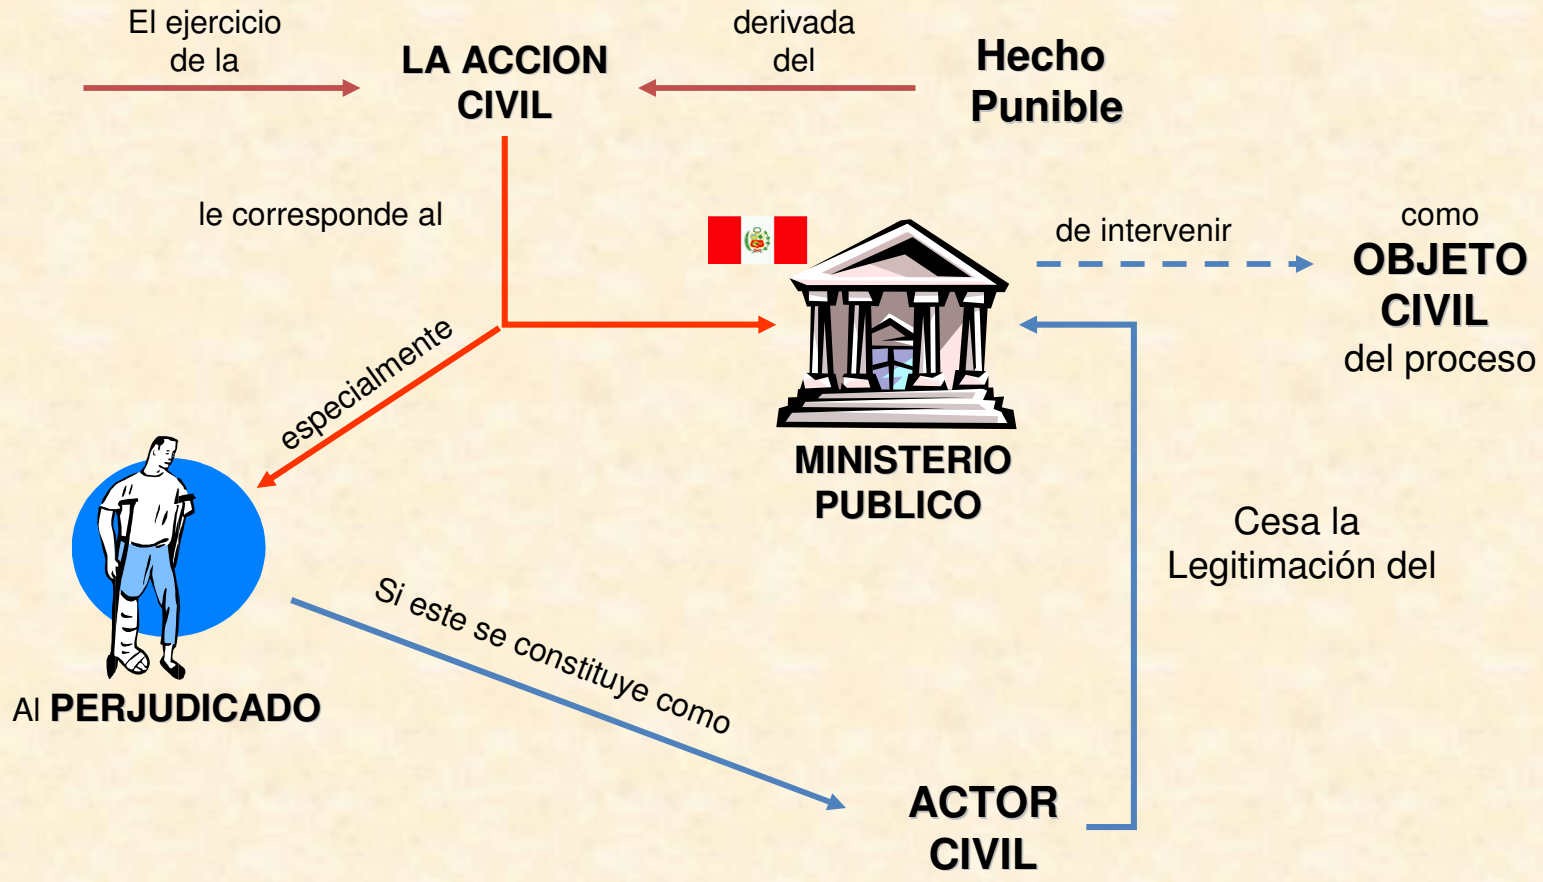 El ejercicio
de la
LA ACCION
CIVIL
derivada
del
Hecho
Punible
le corresponde al
especialmente
de intervenir
como
OBJETO
CIVIL
del proceso
MINISTERIO
PUBLICO
Cesa la
Legitimación del
Al PERJUDICADO
Si este se constituye como
ACTOR
CIVIL